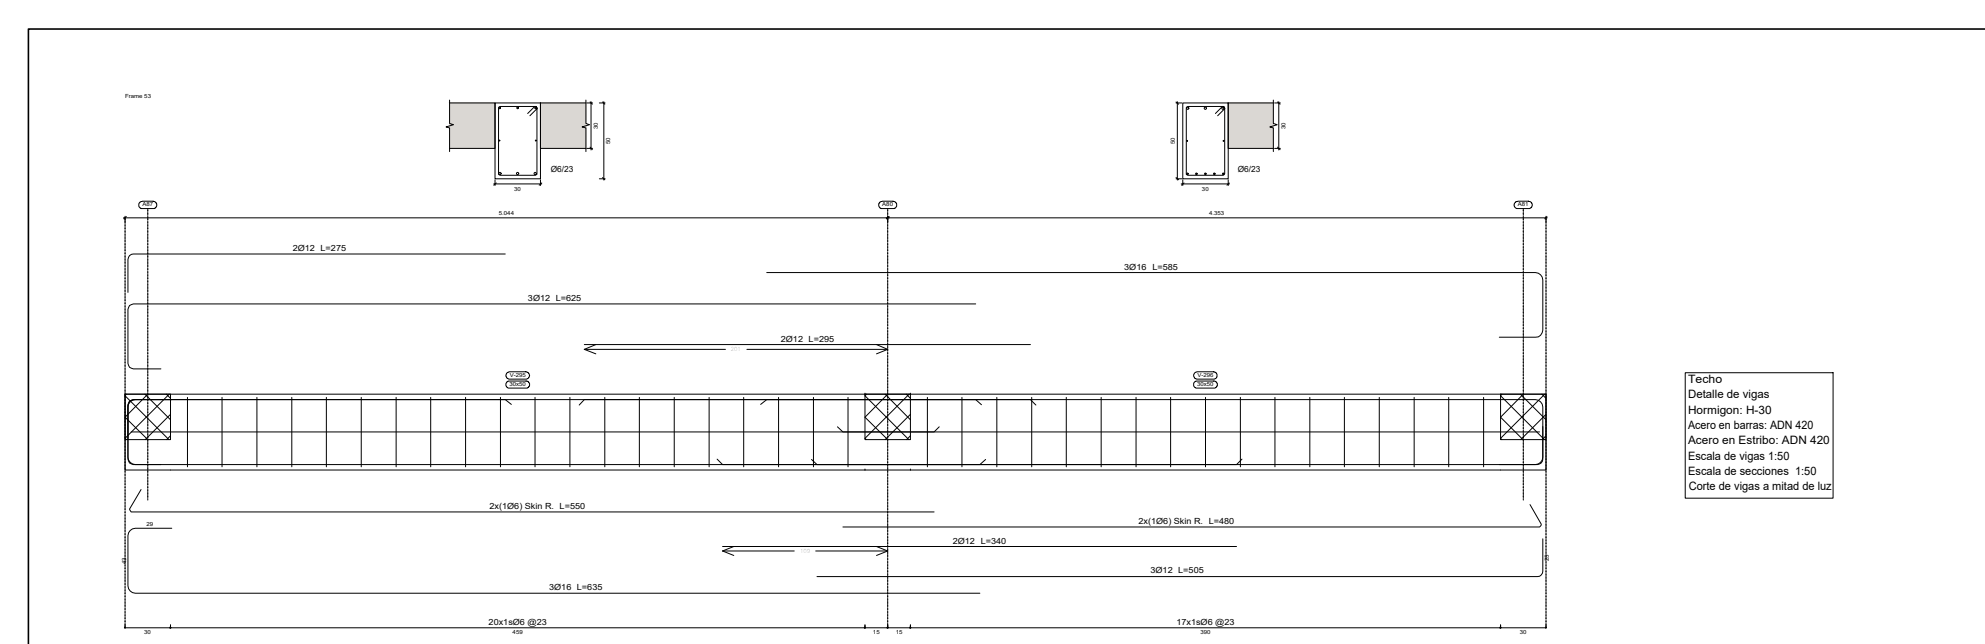 Frame 53
30
50
Ø6/23
30
50
30
Ø6/23
30
A87
A80
A81
5.044
4.353
2Ø12 L=275
3Ø16 L=585
3Ø12 L=625
2Ø12 L=295
V-295
30x50
V-296
30x50
Techo
Detalle de vigas
Hormigon: H-30
Acero en barras: ADN 420
Acero en Estribo: ADN 420
Escala de vigas 1:50
Escala de secciones 1:50
Corte de vigas a mitad de luz
2x(1Ø6) Skin R. L=550
2x(1Ø6) Skin R. L=480
29
2Ø12 L=340
3Ø12 L=505
3Ø16 L=635
20x1sØ6 @23
17x1sØ6 @23
30
459
15
15
390
30